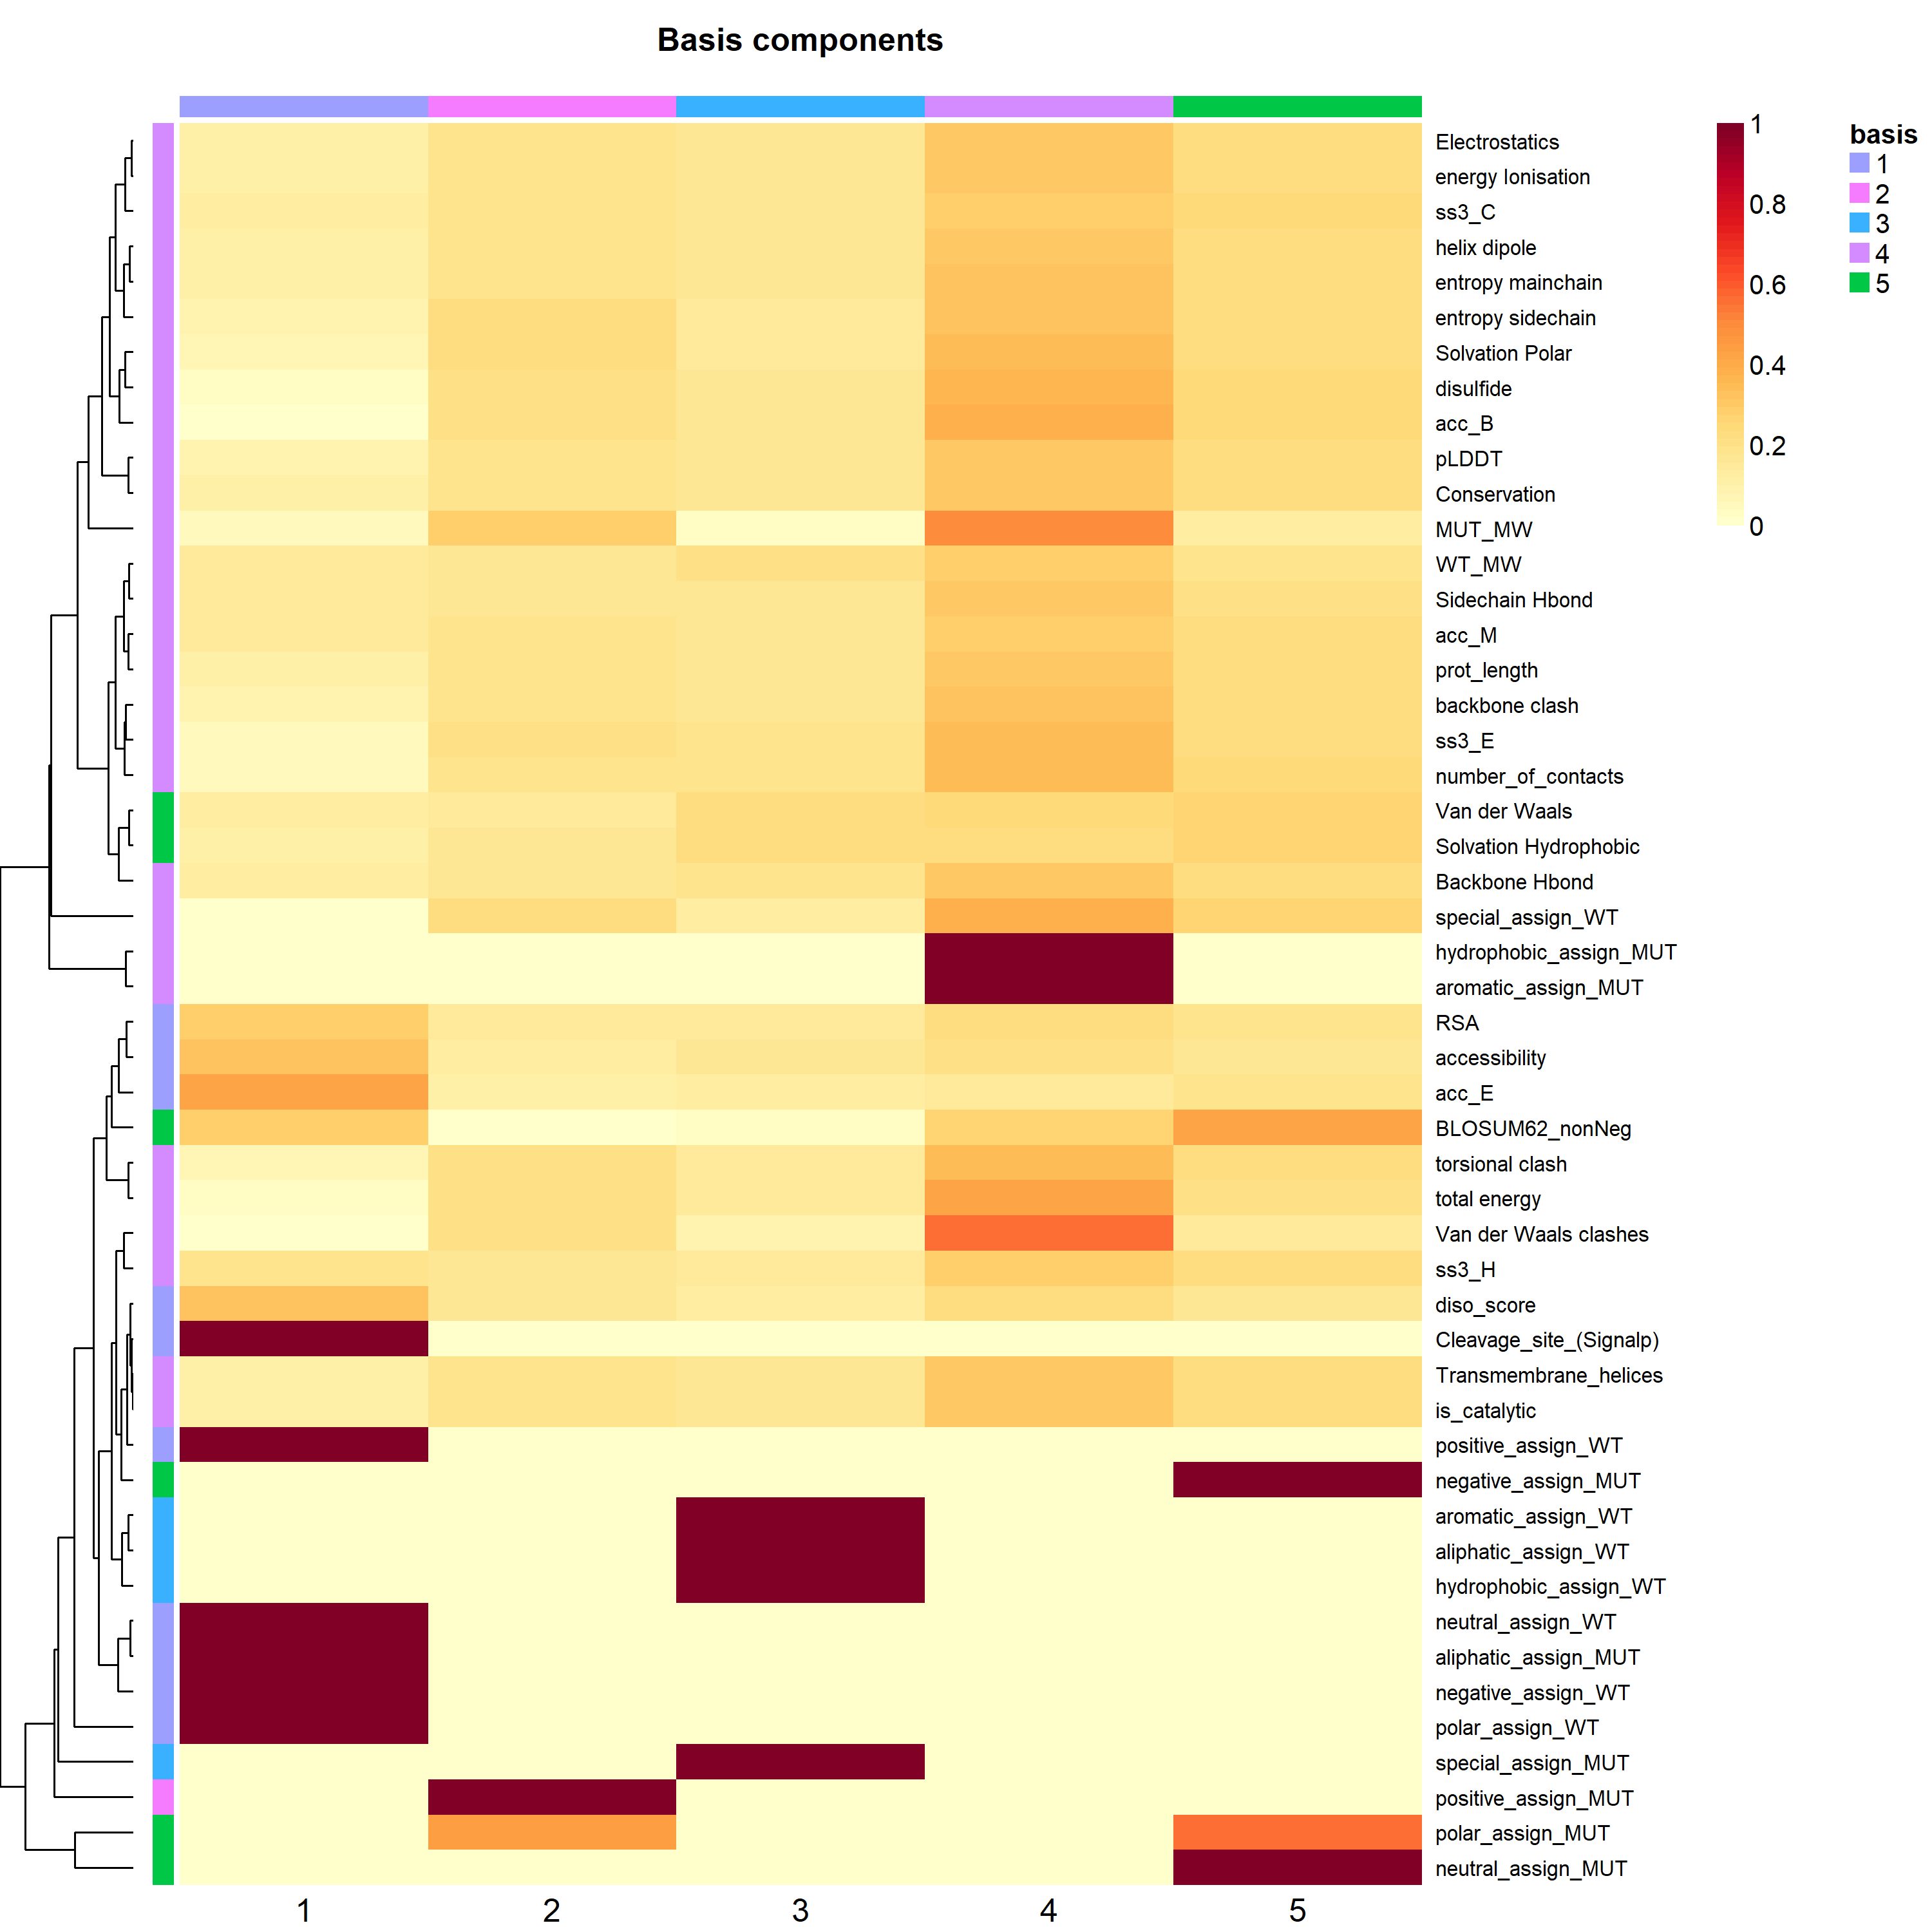 Basis components
Electrostatics
energy Ionisation
ss3_C
helix dipole
entropy mainchain
entropy sidechain
Solvation Polar
disulfide
acc_B
pLDDT
Conservation
MUT_MW
WT_MW
Sidechain Hbond
acc_M
prot_length
backbone clash
ss3_E
number_of_contacts
Van der Waals
Solvation Hydrophobic
Backbone Hbond
special_assign_WT
hydrophobic_assign_MUT
aromatic_assign_MUT
RSA
accessibility
acc_E
BLOSUM62_nonNeg
torsional clash
total energy
Van der Waals clashes
ss3_H
diso_score
Cleavage_site_(Signalp)
Transmembrane_helices
is_catalytic
positive_assign_WT
negative_assign_MUT
aromatic_assign_WT
aliphatic_assign_WT
hydrophobic_assign_WT
neutral_assign_WT
aliphatic_assign_MUT
negative_assign_WT
polar_assign_WT
special_assign_MUT
positive_assign_MUT
polar_assign_MUT
neutral_assign_MUT
1 2 3 4 5
1
0.8
0.6
0.4
0.2
0
basis
1
2
3
4
5